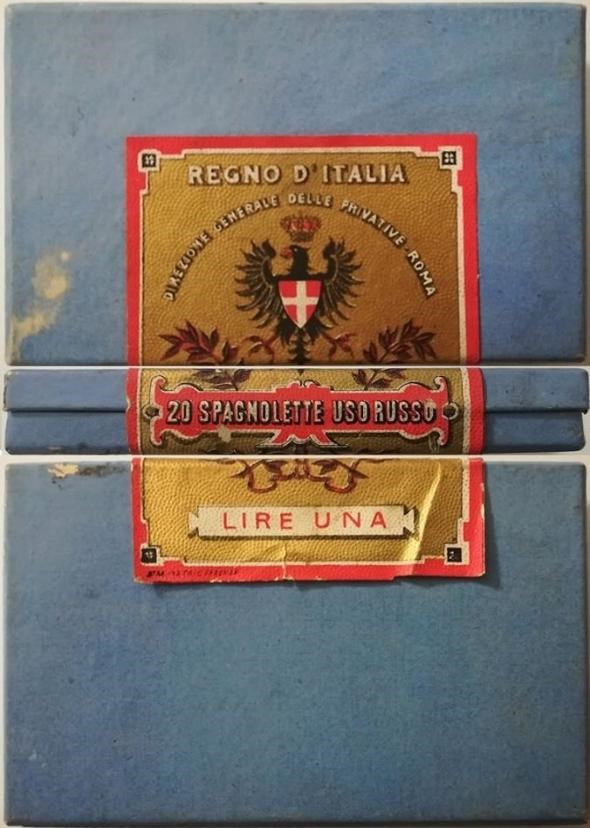 REGNO D'ITALIA
DIREZIONE GENERALE DELLE PRIVATIVE·ROMA
20 SPAGNOLETTE USO RUSSO
LIRE UNA